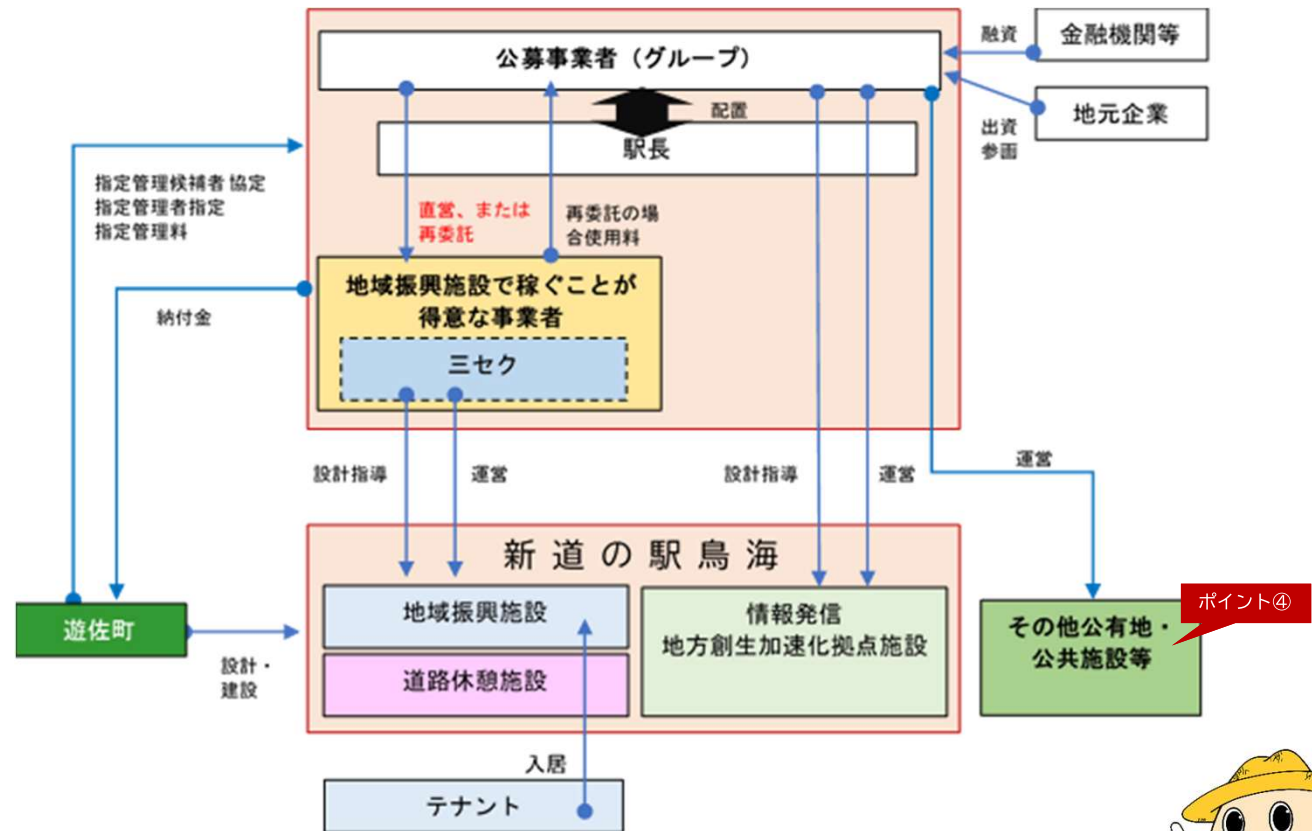 公募事業者（グループ）
融資
金融機関等
配置
地元企業
駅長
出資
参画
指定管理候補者 協定
指定管理者指定
指定管理料
直営、または
再委託
再委託の場
合使用料
地域振興施設で稼ぐことが
得意な事業者
納付金
三セク
設計指導
運営
設計指導
運営
運営
新道の駅鳥海
地域振興施設
情報発信
地方創生加速化拠点施設
道路休憩施設
ポイント④
その他公有地・
公共施設等
遊佐町
設計・
建設
入居
テナント